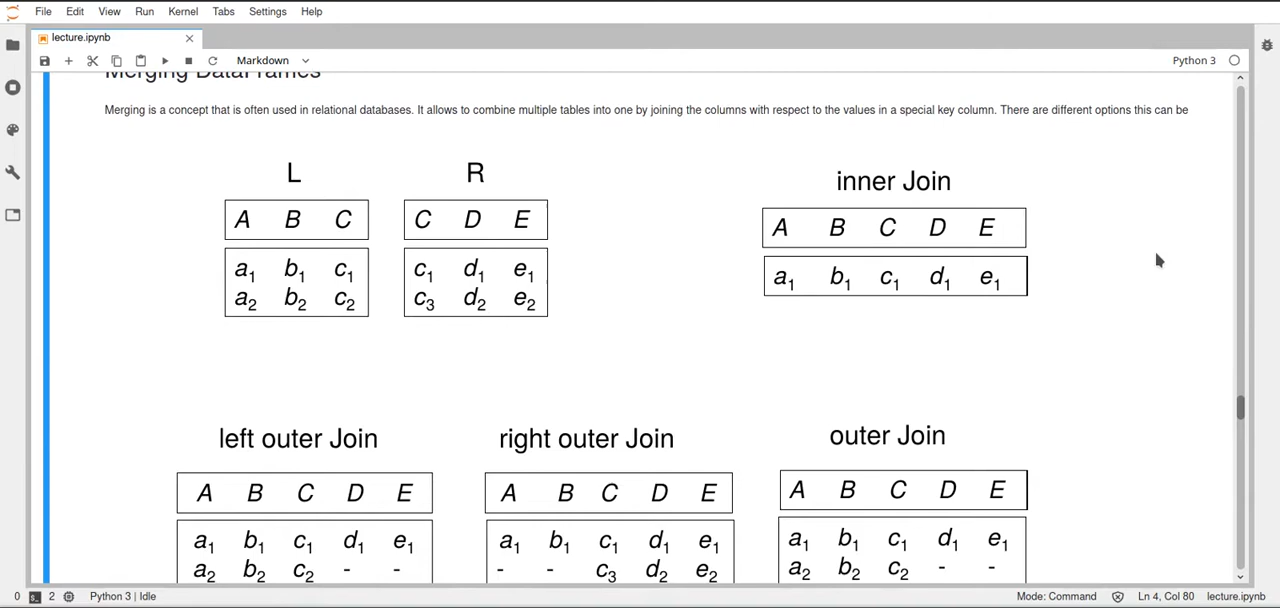 File Edit View Run Kernel Tabs Settings Help
lecture.ipynb
Markdown
Python 3
Merging DataFrames
Merging is a concept that is often used in relational databases. It allows to combine multiple tables into one by joining the columns with respect to the values in a special key column. There are different options this can be
L R
A B C C D E
a1 b1 c1 c1 d1 e1
a2 b2 c2 c3 d2 e2
inner Join
A B C D E
a1 b1 c1 d1 e1
left outer Join
A B C D E
a1 b1 c1 d1 e1
a2 b2 c2 - -
right outer Join
A B C D E
a1 b1 c1 d1 e1
- - c3 d2 e2
outer Join
A B C D E
a1 b1 c1 d1 e1
a2 b2 c2 - -
0 2 Python 3 | Idle Mode: Command Ln 4, Col 80 lecture.ipynb